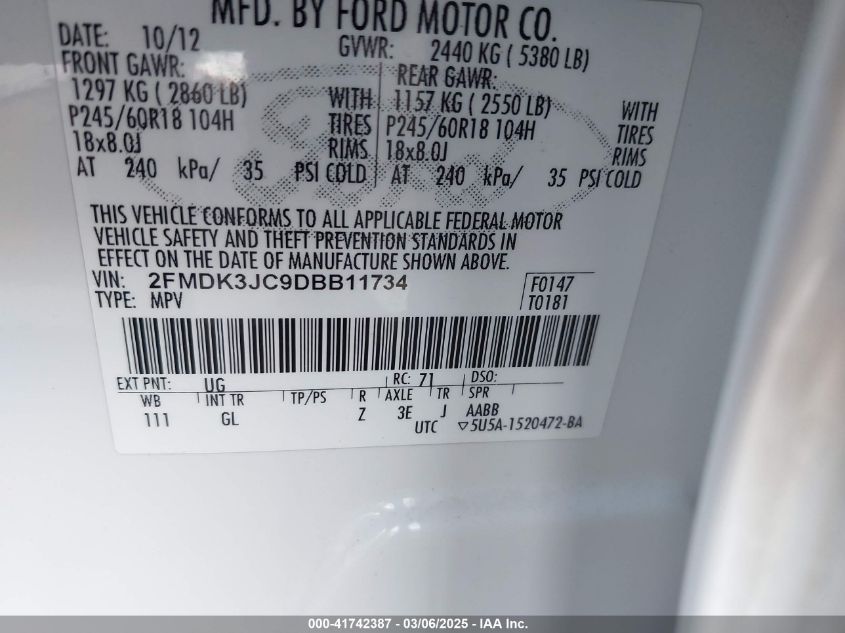 MFD. BY FORD MOTOR CO.
DATE: 10/12 GVWR: 2440 KG ( 5380 LB)
FRONT GAWR: REAR GAWR:
1297 KG ( 2860 LB) WITH 1157 KG ( 2550 LB) WITH
P245/60R18 104H TIRES P245/60R18 104H TIRES
18x8.0J RIMS 18x8.0J RIMS
AT 240 kPa/ 35 PSI COLD AT 240 kPa/ 35 PSI COLD
THIS VEHICLE CONFORMS TO ALL APPLICABLE FEDERAL MOTOR
VEHICLE SAFETY AND THEFT PREVENTION STANDARDS IN
EFFECT ON THE DATE OF MANUFACTURE SHOWN ABOVE.
VIN: 2FMDK3JC9DBB11734 F0147
TYPE: MPV T0181
EXT PNT: UG RC: 71 DSO:
WB INT TR TP/PS R AXLE TR SPR
111 GL Z 3E J AABB
UTC ▽5U5A-1520472-BA
000-41742387 - 03/06/2025 - IAA Inc.